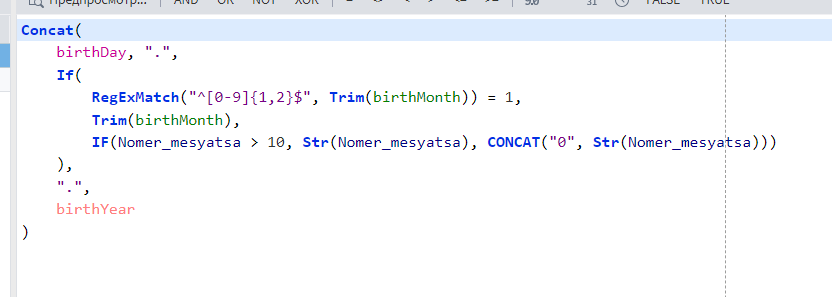 Предпросмотр... AND OR NOT XOR
FALSE TRUE
Concat(
birthDay, ".",
If(
RegExMatch("^[0-9]{1,2}$", Trim(birthMonth)) = 1,
Trim(birthMonth),
IF(Nomer_mesyatsa > 10, Str(Nomer_mesyatsa), CONCAT("0", Str(Nomer_mesyatsa)))
),
".",
birthYear
)